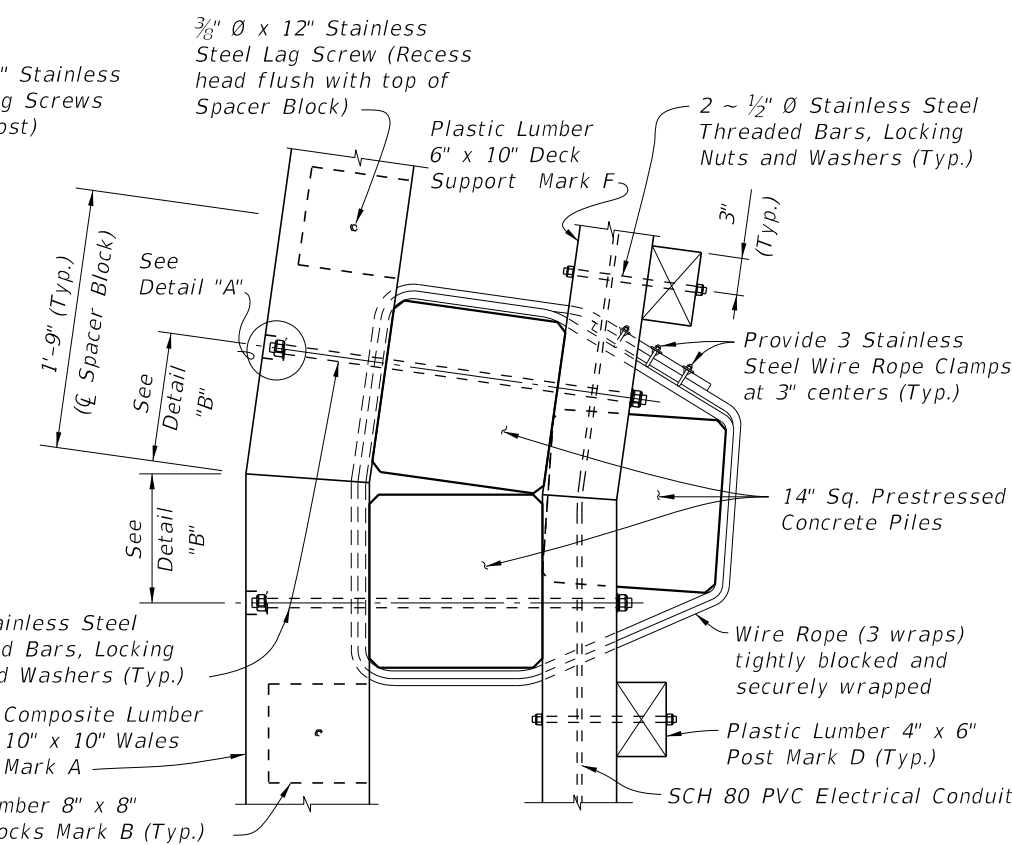 ⅜" Ø x 12" Stainless
Steel Lag Screw (Recess
head flush with top of
Spacer Block)
" Stainless
g Screws
ost)
Plastic Lumber
6" x 10" Deck
Support Mark F
2 ~ ½" Ø Stainless Steel
Threaded Bars, Locking
Nuts and Washers (Typ.)
3"
(Typ.)
See
Detail "A"
1'-9" (Typ.)
(℄ Spacer Block)
See
Detail
"B"
Provide 3 Stainless
Steel Wire Rope Clamps
at 3" centers (Typ.)
14" Sq. Prestressed
Concrete Piles
See
Detail
"B"
ainless Steel
d Bars, Locking
d Washers (Typ.)
Wire Rope (3 wraps)
tightly blocked and
securely wrapped
Composite Lumber
10" x 10" Wales
Mark A
Plastic Lumber 4" x 6"
Post Mark D (Typ.)
SCH 80 PVC Electrical Conduit
mber 8" x 8"
ocks Mark B (Typ.)